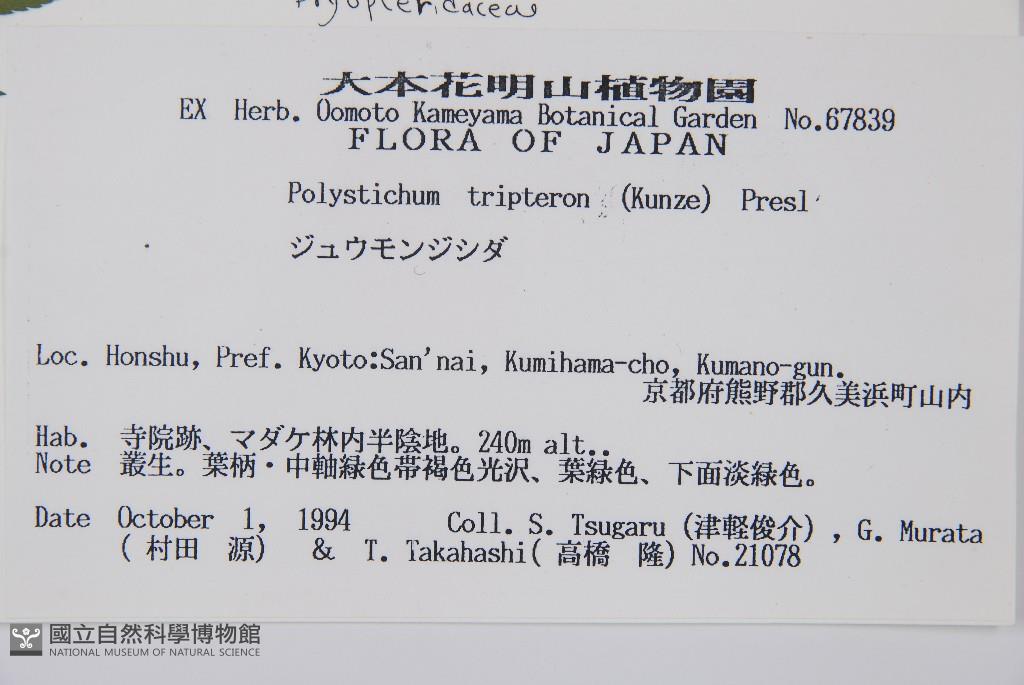 大本花明山植物園
EX Herb. Oomoto Kameyama Botanical Garden No.67839
FLORA OF JAPAN
Polystichum tripteron (Kunze) Presl
ジュウモンジシダ
Loc. Honshu, Pref. Kyoto:San'nai, Kumihama-cho, Kumano-gun.
京都府熊野郡久美浜町山内
Hab. 寺院跡、マダケ林内半陰地。240m alt..
Note 叢生。葉柄・中軸緑色帯褐色光沢、葉緑色、下面淡緑色。
Date October 1, 1994 Coll. S. Tsugaru (津軽俊介) , G. Murata
( 村田 源) & T. Takahashi( 高橋 隆) No.21078
國立自然科學博物館
NATIONAL MUSEUM OF NATURAL SCIENCE